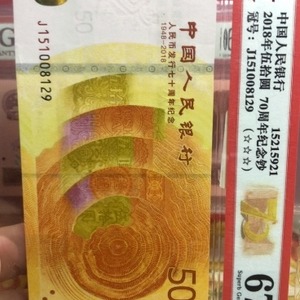 中国人民银行
人民币发行七十周年纪念
1948-2018
J151008129
50
中国人民银行
15215921
2018年伍拾圆 70周年纪念钞
冠号：J151008129 (☆☆☆)
Superb Ge